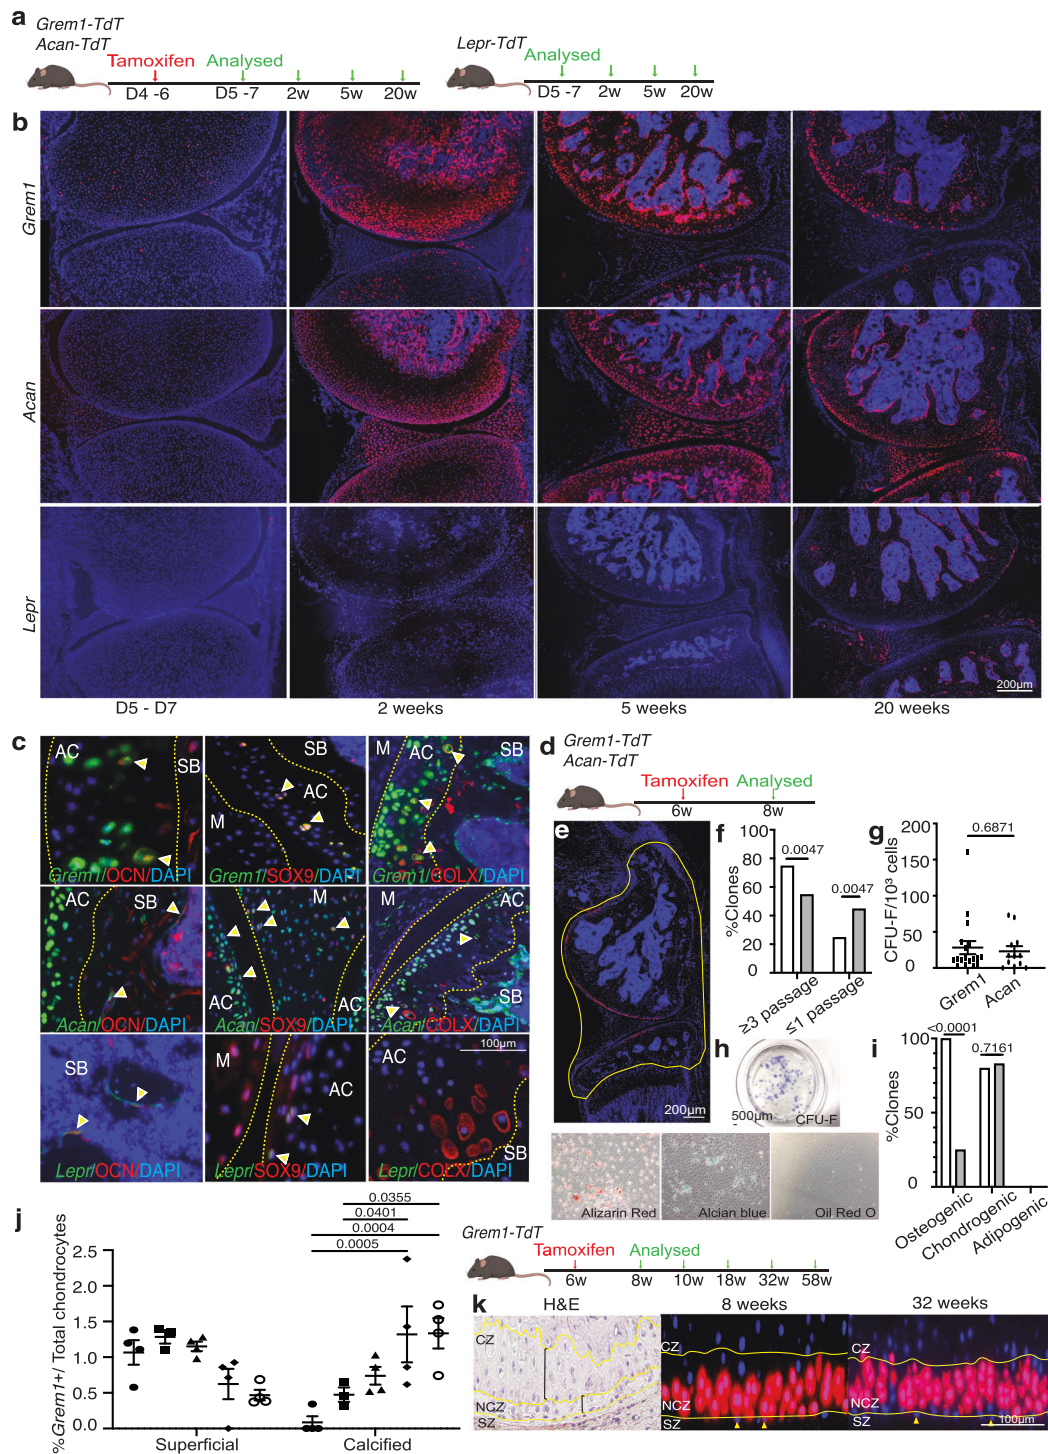 a
Grem1-TdT
Acan-TdT
Tamoxifen
Analysed
D4 -6
D5 -7
2w
5w
20w
Lepr-TdT
Analysed
D5 -7
2w
5w
20w
b
Grem1
Acan
Lepr
200µm
D5 - D7
2 weeks
5 weeks
20 weeks
c
AC
SB
Grem1/OCN/DAPI
SB
AC
M
Grem1/SOX9/DAPI
M
AC
SB
Grem1/COLX/DAPI
AC
SB
Acan/OCN/DAPI
M
AC
AC
Acan/SOX9/DAPI
AC
SB
Acan/COLX/DAPI
100µm
SB
Lepr/OCN/DAPI
M
AC
Lepr/SOX9/DAPI
AC
SB
Lepr/COLX/DAPI
d
Grem1-TdT
Acan-TdT
Tamoxifen
Analysed
6w
8w
e
200µm
f
%Clones
100
80
60
40
20
0
0.0047
0.0047
≥3 passage
≤1 passage
g
CFU-F/10³ cells
200
150
100
50
0
0.6871
Grem1
Acan
h
500µm
CFU-F
Alizarin Red
Alcian blue
Oil Red O
i
%Clones
100
50
0
<0.0001
0.7161
Osteogenic
Chondrogenic
Adipogenic
j
%Grem1+/ Total chondrocytes
2.5
2.0
1.5
1.0
0.5
0.0
0.0355
0.0401
0.0004
0.0005
Superficial
Calcified
Grem1-TdT
Tamoxifen
Analysed
6w
8w
10w
18w
32w
58w
k
H&E
8 weeks
32 weeks
CZ
NCZ
SZ
CZ
NCZ
SZ
CZ
NCZ
SZ
100µm